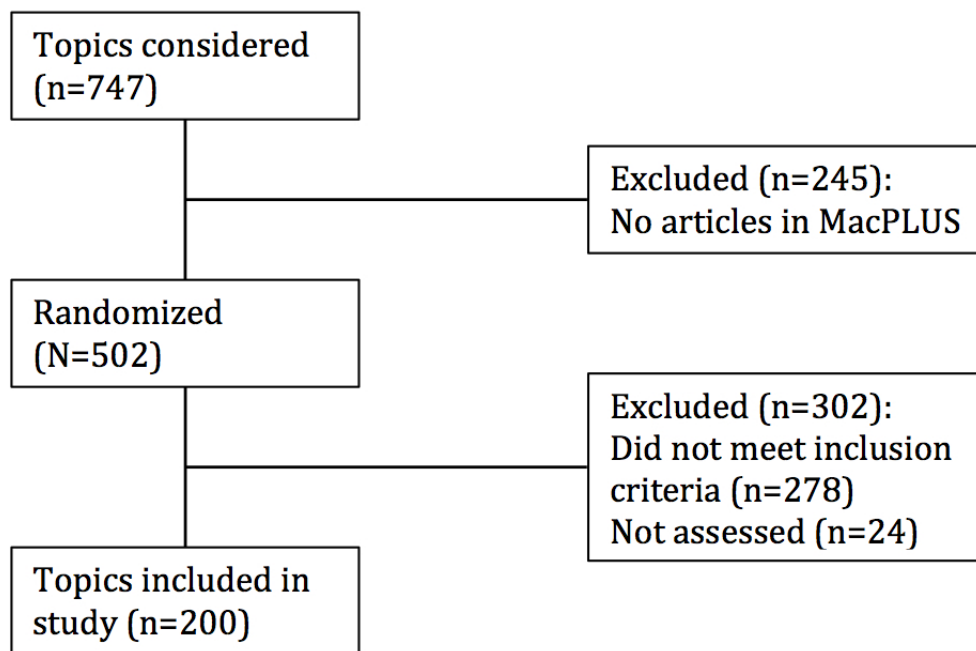 Topics considered
(n=747)
Excluded (n=245):
No articles in MacPLUS
Randomized
(N=502)
Excluded (n=302):
Did not meet inclusion
criteria (n=278)
Not assessed (n=24)
Topics included in
study (n=200)